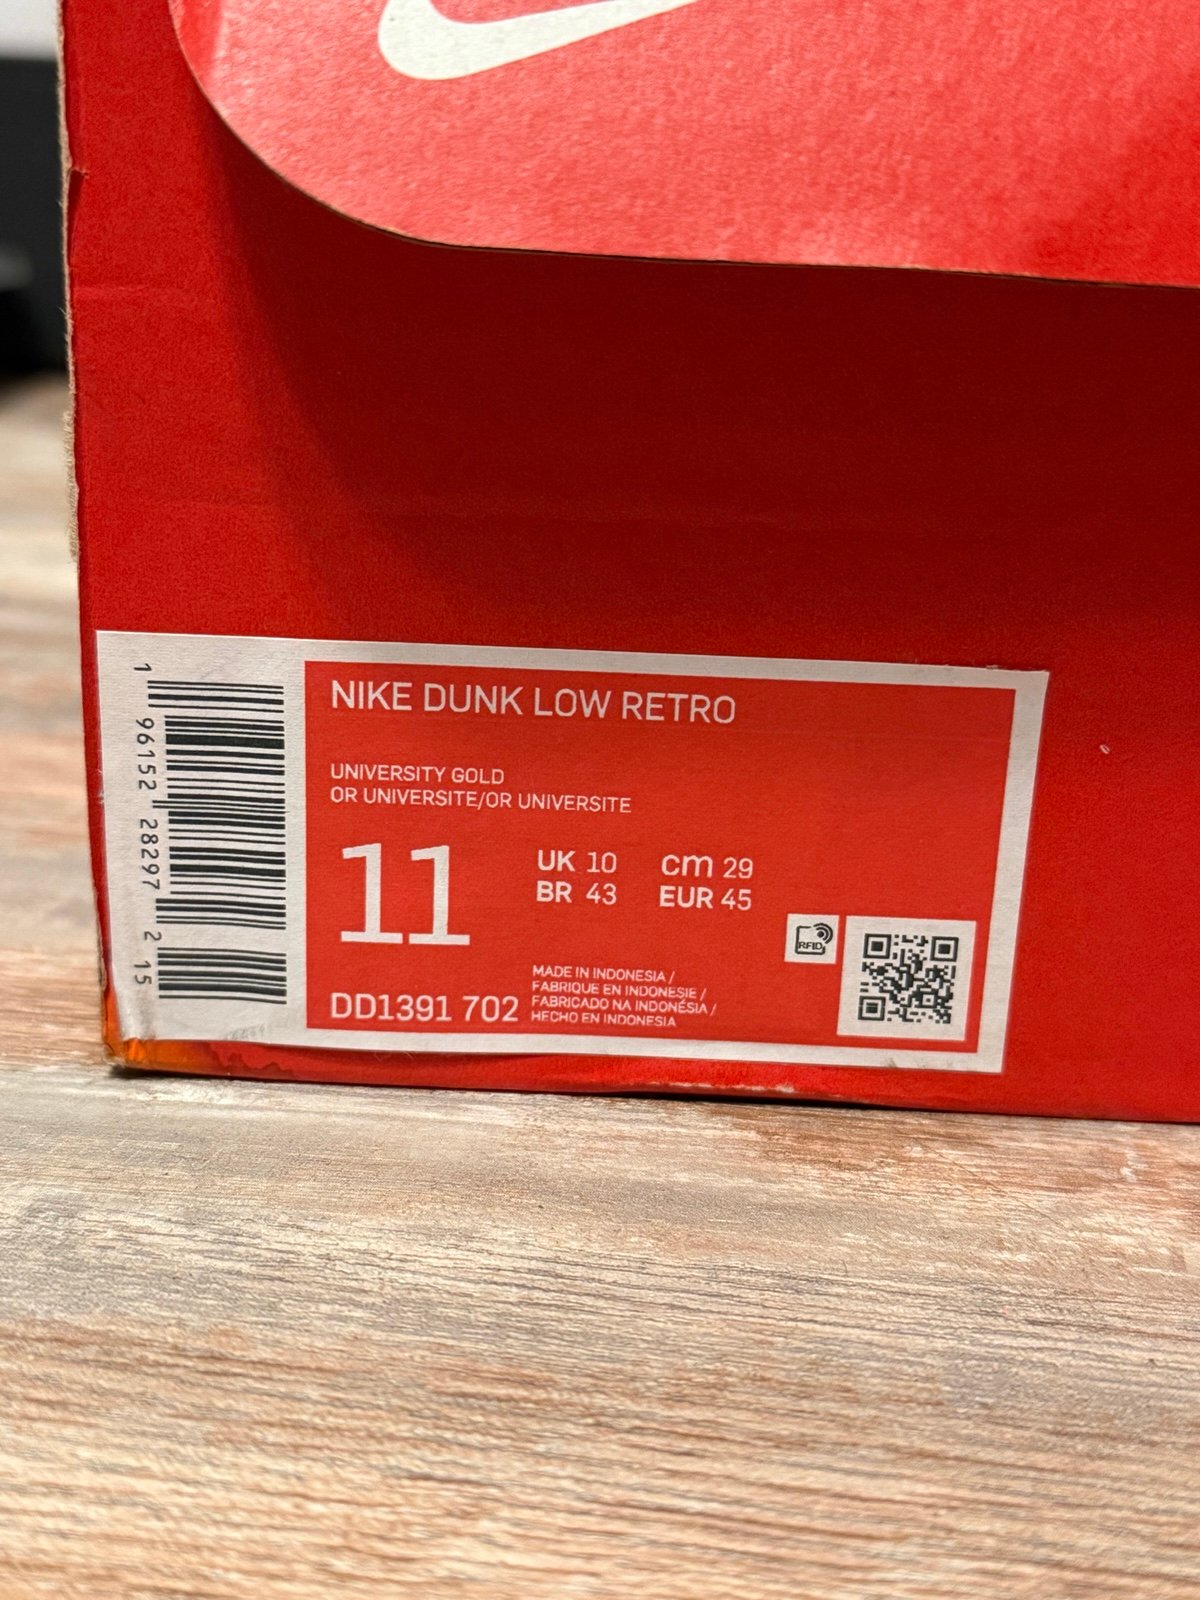 NIKE DUNK LOW RETRO
UNIVERSITY GOLD
OR UNIVERSITE/OR UNIVERSITE
11
UK 10
cm 29
BR 43
EUR 45
DD1391 702
MADE IN INDONESIA /
FABRIQUE EN INDONESIE /
FABRICADO NA INDONÉSIA /
HECHO EN INDONESIA
RFID
1 96152 28297 2 15